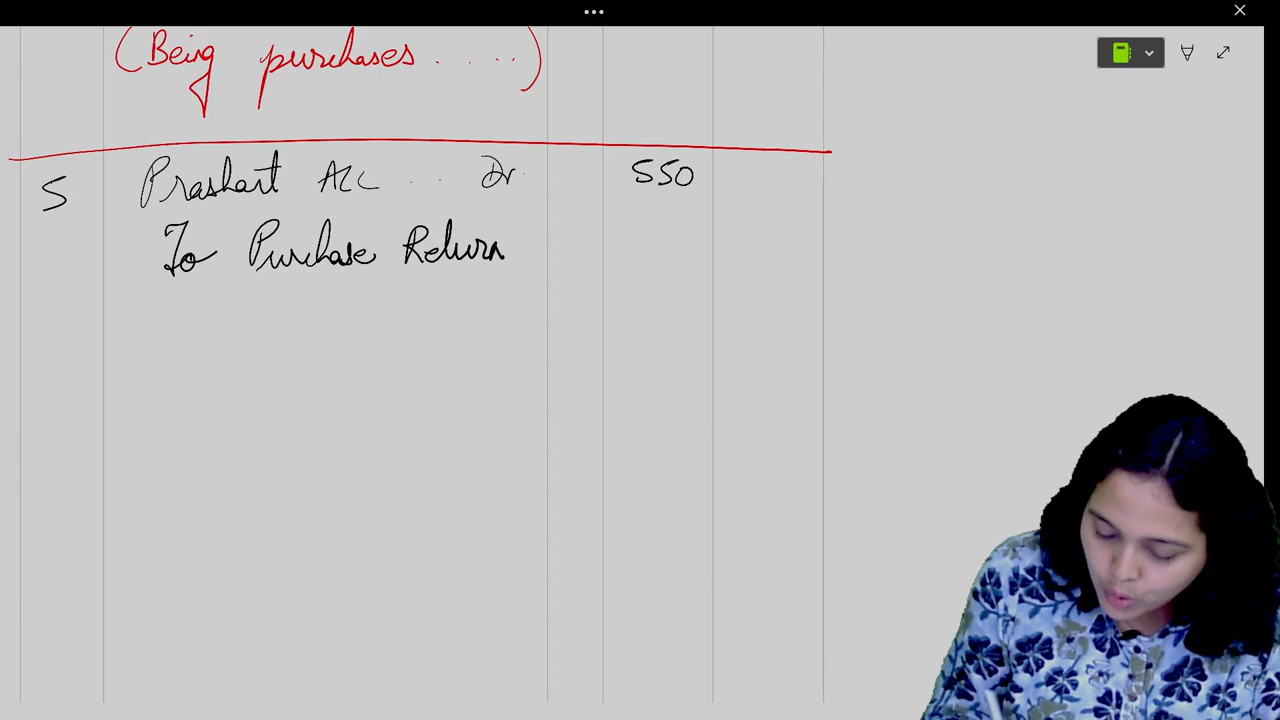 (Being purchases. . . . .)
5 Prashant A/c . . Dr. 550
To Purchase Return